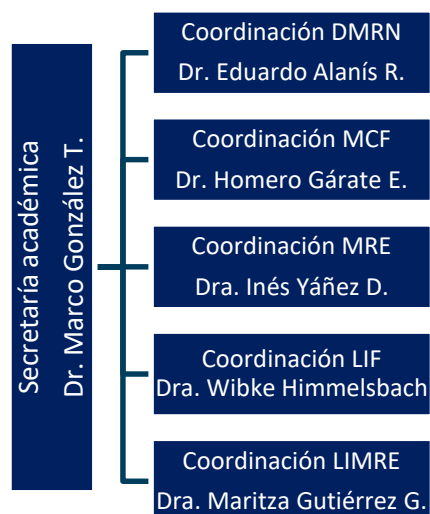 Secretaría académica
Dr. Marco González T.
Coordinación DMRN
Dr. Eduardo Alanís R.
Coordinación MCF
Dr. Homero Gárate E.
Coordinación MRE
Dra. Inés Yáñez D.
Coordinación LIF
Dra. Wibke Himmelsbach
Coordinación LIMRE
Dra. Maritza Gutiérrez G.